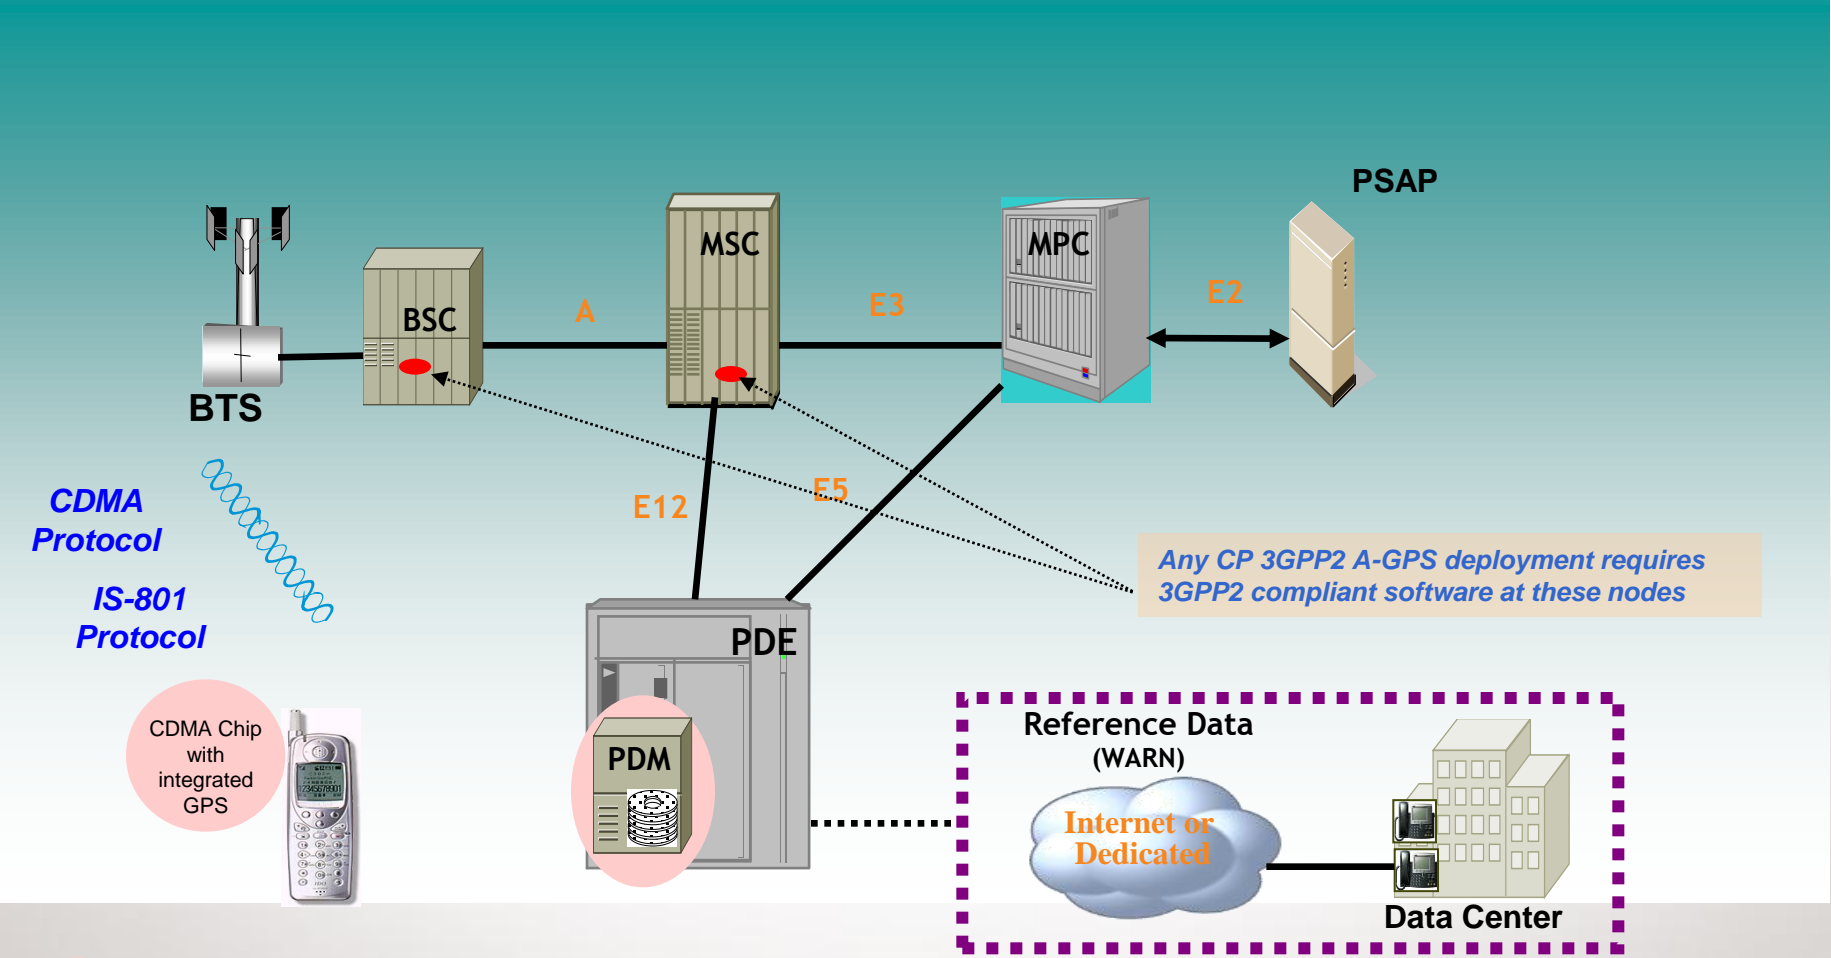 PSAP
MSC
MPC
E2
A
E3
BSC
BTS
CDMA
Protocol
E12
E5
Any CP 3GPP2 A-GPS deployment requires
3GPP2 compliant software at these nodes
IS-801
Protocol
PDE
CDMA Chip
with
integrated
GPS
PDM
Reference Data
(WARN)
Internet or
Dedicated
Data Center